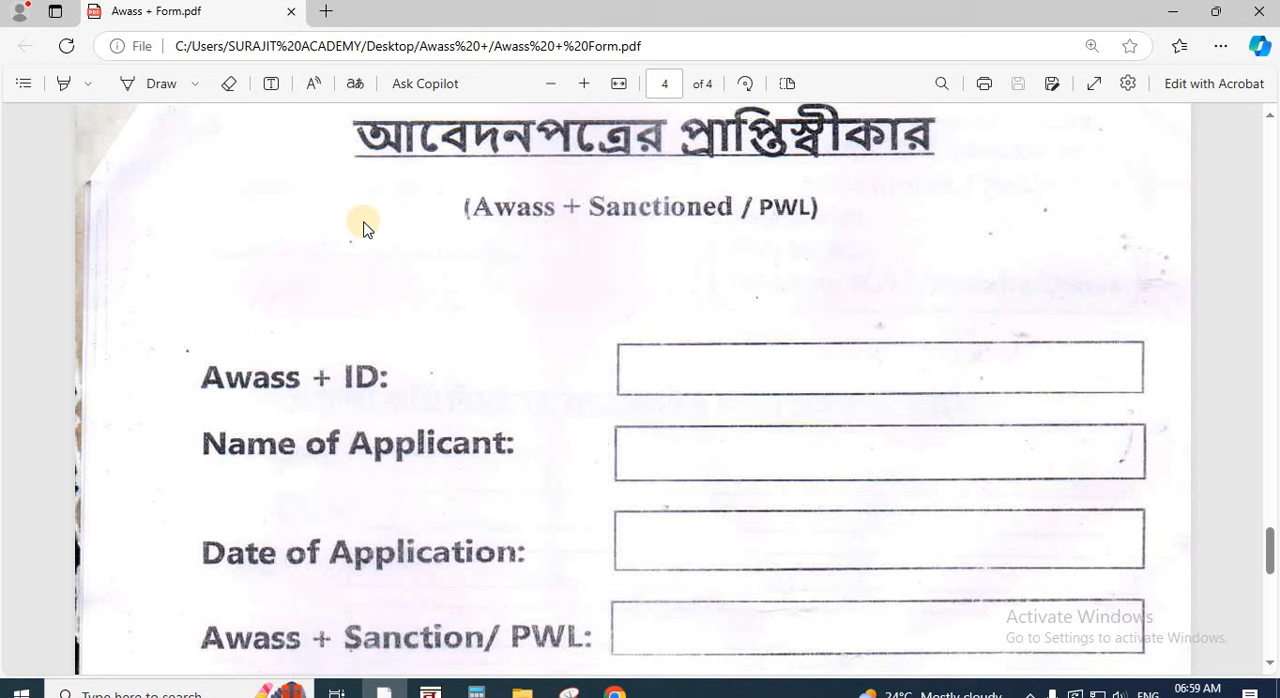 Awass + Form.pdf
File
C:/Users/SURAJIT%20ACADEMY/Desktop/Awass%20+/Awass%20+%20Form.pdf
Draw
aあ
Ask Copilot
4
of 4
Edit with Acrobat
আবেদনপত্রের প্রাপ্তিস্বীকার
(Awass + Sanctioned / PWL)
Awass + ID:
Name of Applicant:
Date of Application:
Awass + Sanction/ PWL:
Activate Windows
Go to Settings to activate Windows.
Type here to search
24°C Mostly cloudy
ENG
06:59 AM